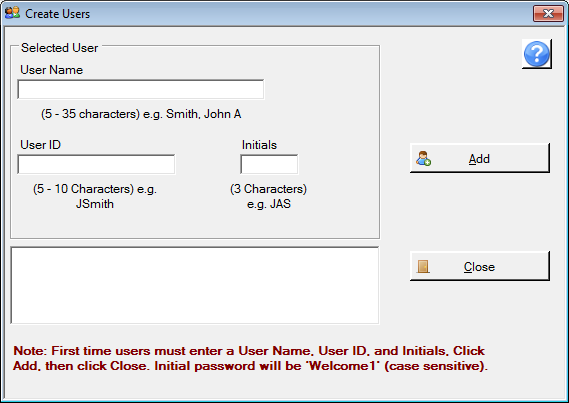 Create Users
Selected User
User Name
(5 - 35 characters) e.g. Smith, John A
User ID
Initials
(5 - 10 Characters) e.g.
JSmith
(3 Characters)
e.g. JAS
?
Add
Close
Note: First time users must enter a User Name, User ID, and Initials, Click
Add, then click Close. Initial password will be "Welcome1" (case sensitive).